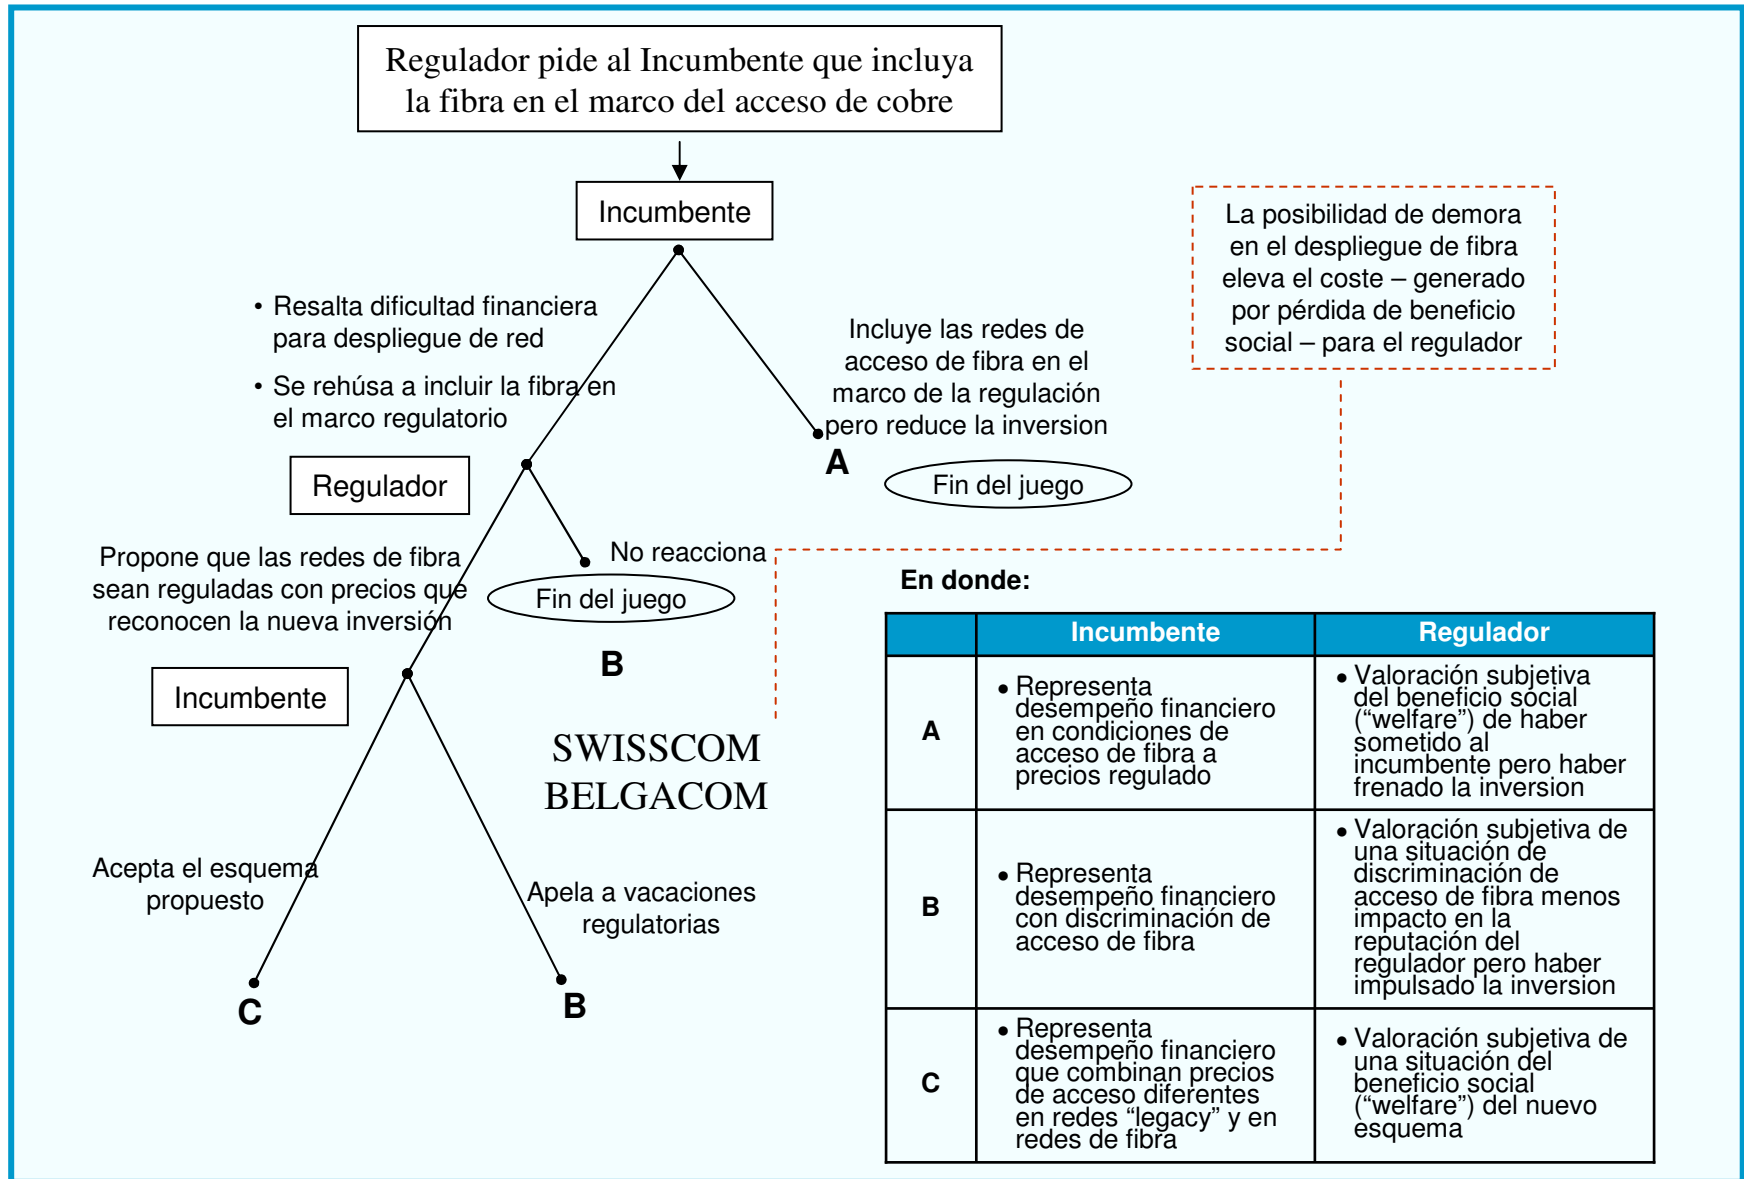 Regulador pide al Incumbente que incluya
la fibra en el marco del acceso de cobre
Incumbente
• Resalta dificultad financiera
para despliegue de red
• Se rehúsa a incluir la fibra en
el marco regulatorio
Incluye las redes de
acceso de fibra en el
marco de la regulación
pero reduce la inversion
A
Fin del juego
La posibilidad de demora
en el despliegue de fibra
eleva el coste – generado
por pérdida de beneficio
social – para el regulador
Regulador
Propone que las redes de fibra
sean reguladas con precios que
reconocen la nueva inversión
No reacciona
Fin del juego
B
Incumbente
SWISSCOM
BELGACOM
Acepta el esquema
propuesto
Apela a vacaciones
regulatorias
C
B
En donde:
Incumbente
Regulador
A
• Representa
desempeño financiero
en condiciones de
acceso de fibra a
precios regulado
• Valoración subjetiva
del beneficio social
(“welfare”) de haber
sometido al
incumbente pero haber
frenado la inversion
B
• Representa
desempeño financiero
con discriminación de
acceso de fibra
• Valoración subjetiva de
una situación de
discriminación de
acceso de fibra menos
impacto en la
reputación del
regulador pero haber
impulsado la inversion
C
• Representa
desempeño financiero
que combinan precios
de acceso diferentes
en redes “legacy” y en
redes de fibra
• Valoración subjetiva de
una situación del
beneficio social
(“welfare”) del nuevo
esquema